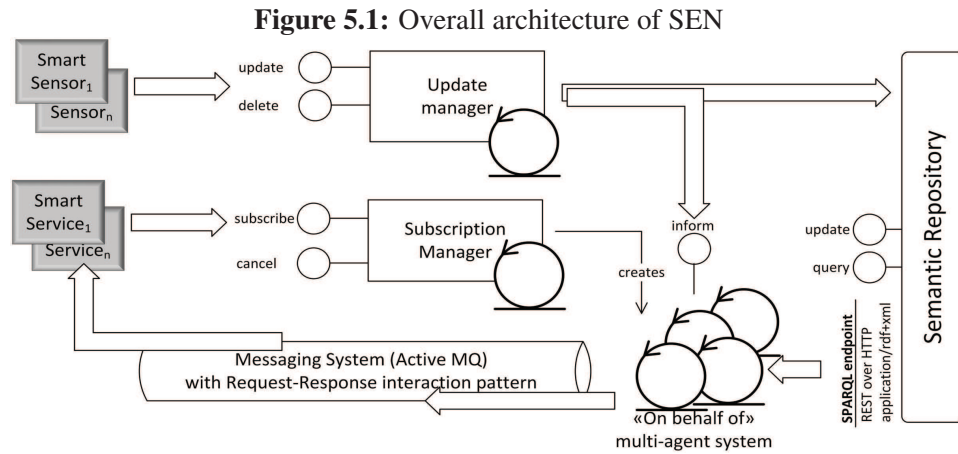 Figure 5.1: Overall architecture of SEN
Smart
Sensor₁
Sensorₙ
update
delete
Update
manager
Smart
Service₁
Serviceₙ
subscribe
cancel
Subscription
Manager
creates
inform
update
query
Semantic Repository
SPARQL endpoint
REST over HTTP
application/rdf+xml
Messaging System (Active MQ)
with Request-Response interaction pattern
«On behalf of»
multi-agent system